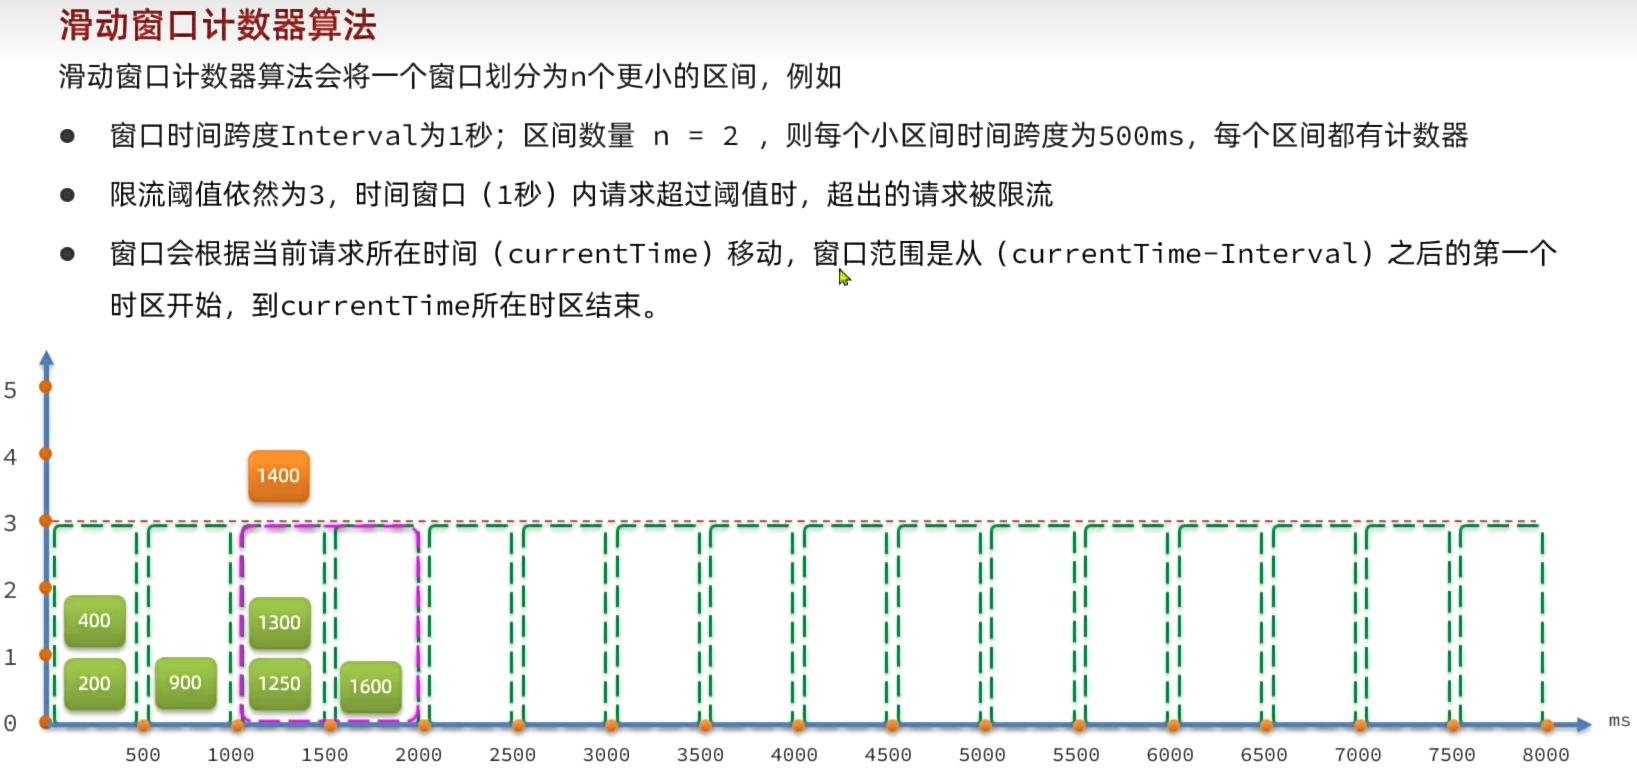 滑动窗口计数器算法
滑动窗口计数器算法会将一个窗口划分为n个更小的区间，例如
● 窗口时间跨度Interval为1秒；区间数量 n = 2 ，则每个小区间时间跨度为500ms，每个区间都有计数器
● 限流阈值依然为3，时间窗口（1秒）内请求超过阈值时，超出的请求被限流
● 窗口会根据当前请求所在时间（currentTime）移动，窗口范围是从（currentTime-Interval）之后的第一个
时区开始，到currentTime所在时区结束。
5
4
1400
3
2
400 1300
1
200 900 1250 1600
0
ms
500 1000 1500 2000 2500 3000 3500 4000 4500 5000 5500 6000 6500 7000 7500 8000